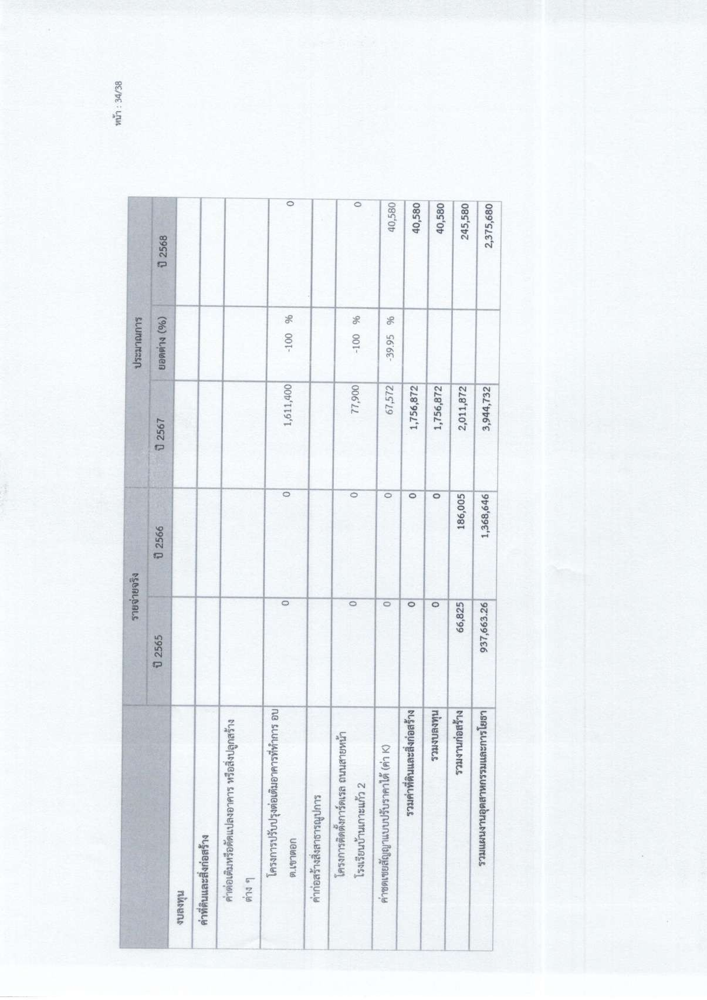 หน้า : 34/38
รายจ่ายจริง ประมาณการ
ปี 2565 ปี 2566 ปี 2567 ยอดต่าง (%) ปี 2568
งบลงทุน
ค่าที่ดินและสิ่งก่อสร้าง
ค่าต่อเติมหรือดัดแปลงอาคาร หรือสิ่งปลูกสร้าง
ต่าง ๆ
โครงการปรับปรุงต่อเติมอาคารที่ทำการ อบ 0 0 1,611,400 -100 % 0
ต.เขาตอก
ค่าก่อสร้างสิ่งสาธารณูปการ
โครงการติดตั้งการ์ดเรล ถนนสายหน้า 0 0 77,900 -100 % 0
โรงเรียนบ้านเกาะแก้ว 2
ค่าชดเชยสัญญาแบบปรับราคาได้ (ค่า K) 0 0 67,572 -39.95 % 40,580
รวมค่าที่ดินและสิ่งก่อสร้าง 0 0 1,756,872 40,580
รวมงบลงทุน 0 0 1,756,872 40,580
รวมงานก่อสร้าง 66,825 186,005 2,011,872 245,580
รวมแผนงานอุตสาหกรรมและการโยธา 937,663.26 1,368,646 3,944,732 2,375,680